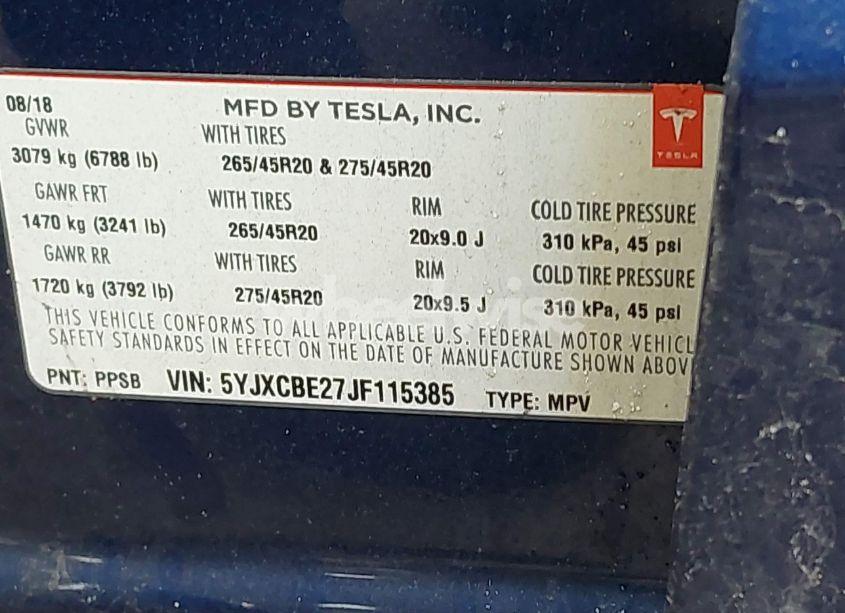 08/18 MFD BY TESLA, INC.
GVWR WITH TIRES
3079 kg (6788 lb) 265/45R20 & 275/45R20
TESLA
GAWR FRT WITH TIRES RIM COLD TIRE PRESSURE
1470 kg (3241 lb) 265/45R20 20x9.0 J 310 kPa, 45 psi
GAWR RR WITH TIRES RIM COLD TIRE PRESSURE
1720 kg (3792 lb) 275/45R20 20x9.5 J 310 kPa, 45 psi
THIS VEHICLE CONFORMS TO ALL APPLICABLE U.S. FEDERAL MOTOR VEHICL
SAFETY STANDARDS IN EFFECT ON THE DATE OF MANUFACTURE SHOWN ABOV
PNT: PPSB VIN: 5YJXCBE27JF115385 TYPE: MPV